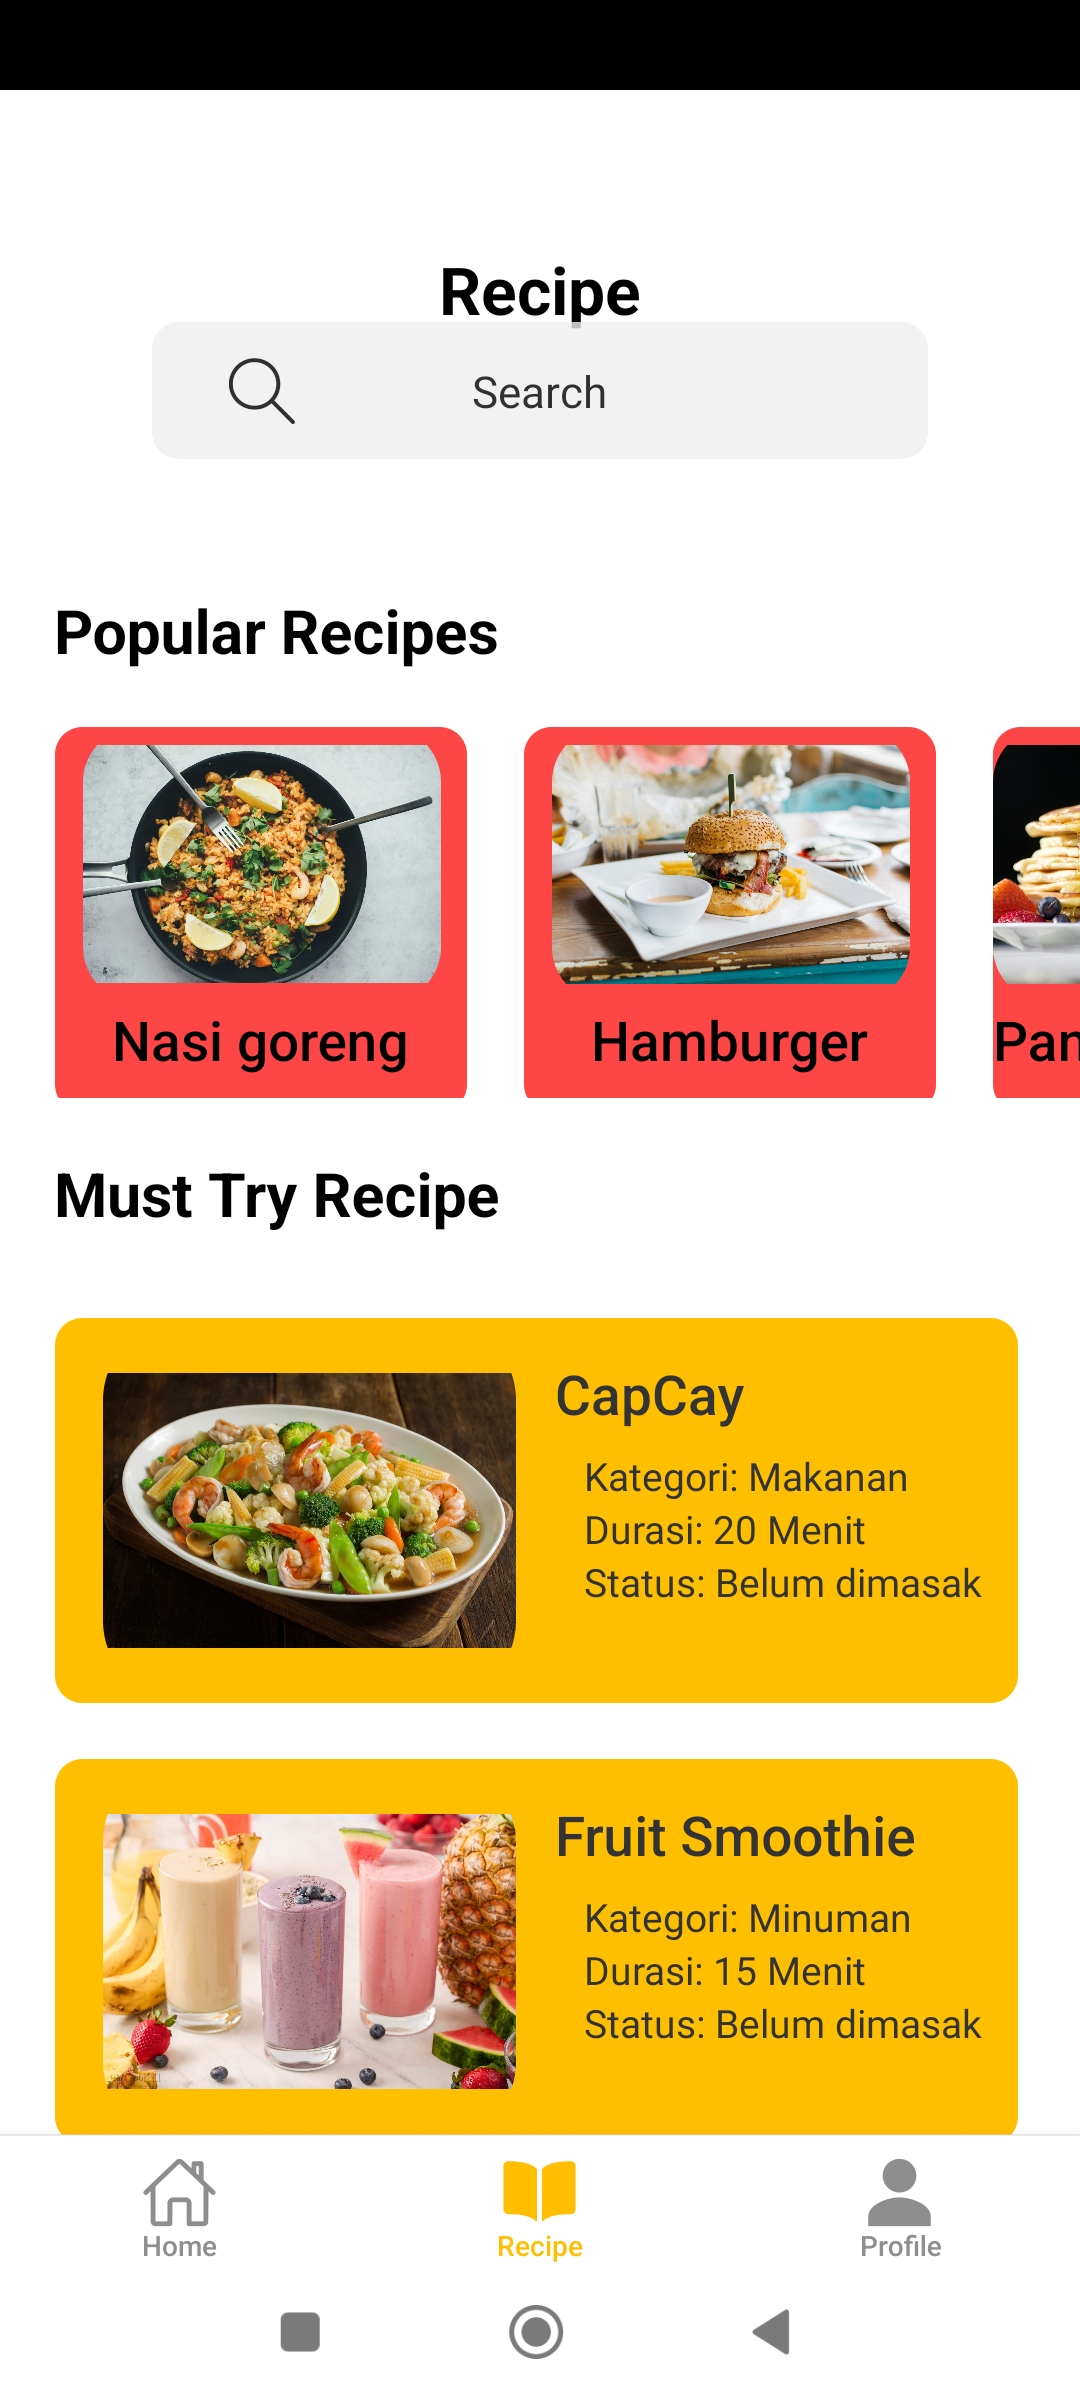 Recipe
Search
Popular Recipes
Nasi goreng
Hamburger
Pan
Must Try Recipe
CapCay
Kategori: Makanan
Durasi: 20 Menit
Status: Belum dimasak
Fruit Smoothie
Kategori: Minuman
Durasi: 15 Menit
Status: Belum dimasak
Home
Recipe
Profile